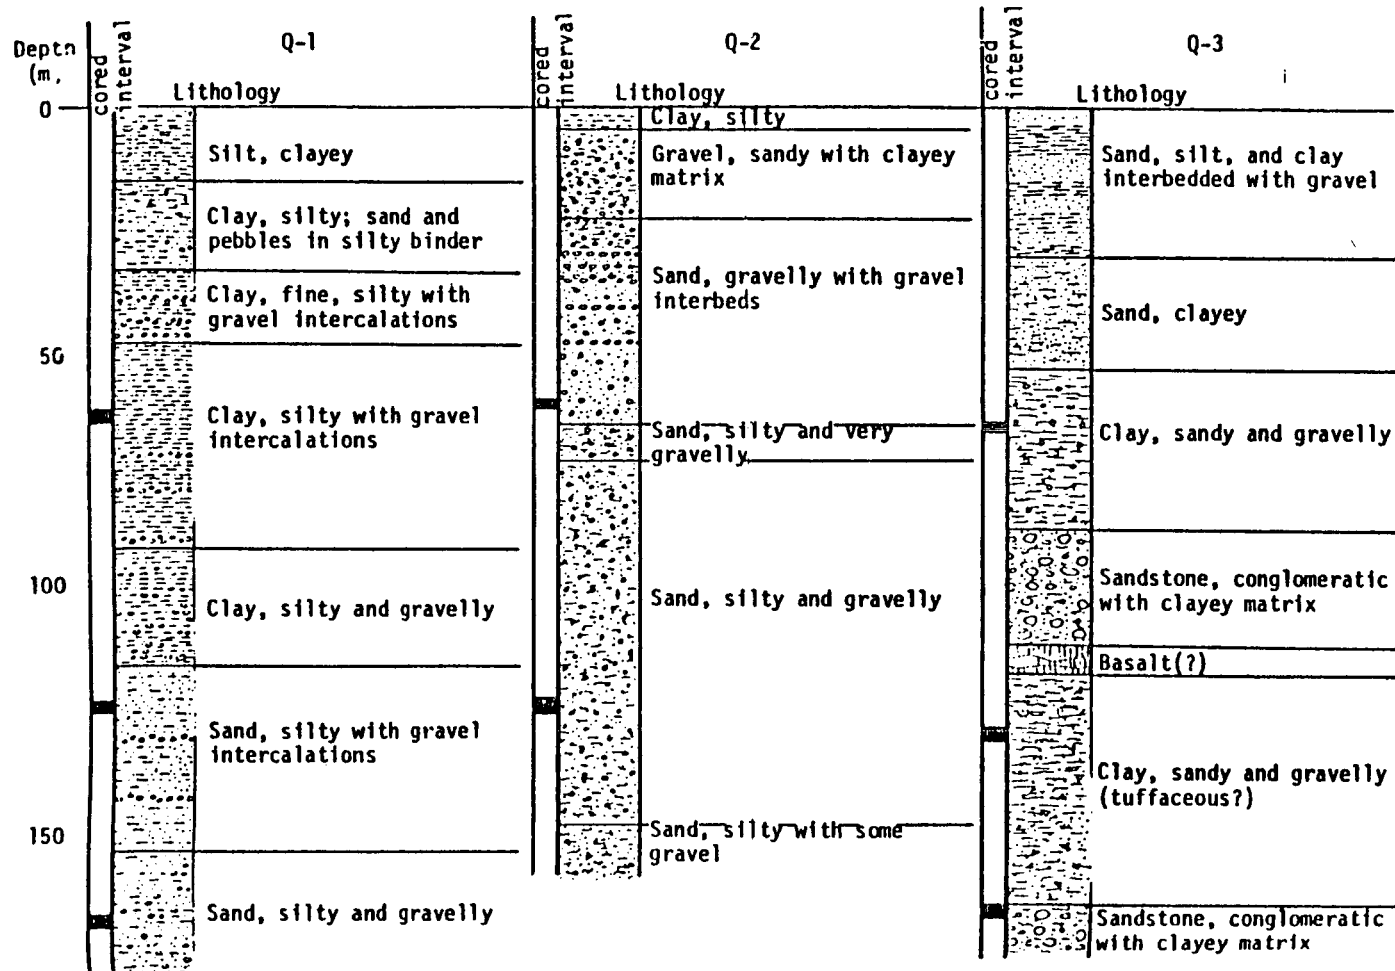 Depth
(m,
0
50
100
150
cored
interval
Q-1
Lithology
Silt, clayey
Clay, silty; sand and
pebbles in silty binder
Clay, fine, silty with
gravel intercalations
Clay, silty with gravel
intercalations
Clay, silty and gravelly
Sand, silty with gravel
intercalations
Sand, silty and gravelly
cored
interval
Q-2
Lithology
Clay, silty
Gravel, sandy with clayey
matrix
Sand, gravelly with gravel
interbeds
Sand, silty and very
gravelly
Sand, silty and gravelly
Sand, silty with some
gravel
cored
interval
Q-3
Lithology
Sand, silt, and clay
interbedded with gravel
Sand, clayey
Clay, sandy and gravelly
Sandstone, conglomeratic
with clayey matrix
Basalt(?)
Clay, sandy and gravelly
(tuffaceous?)
Sandstone, conglomeratic
with clayey matrix